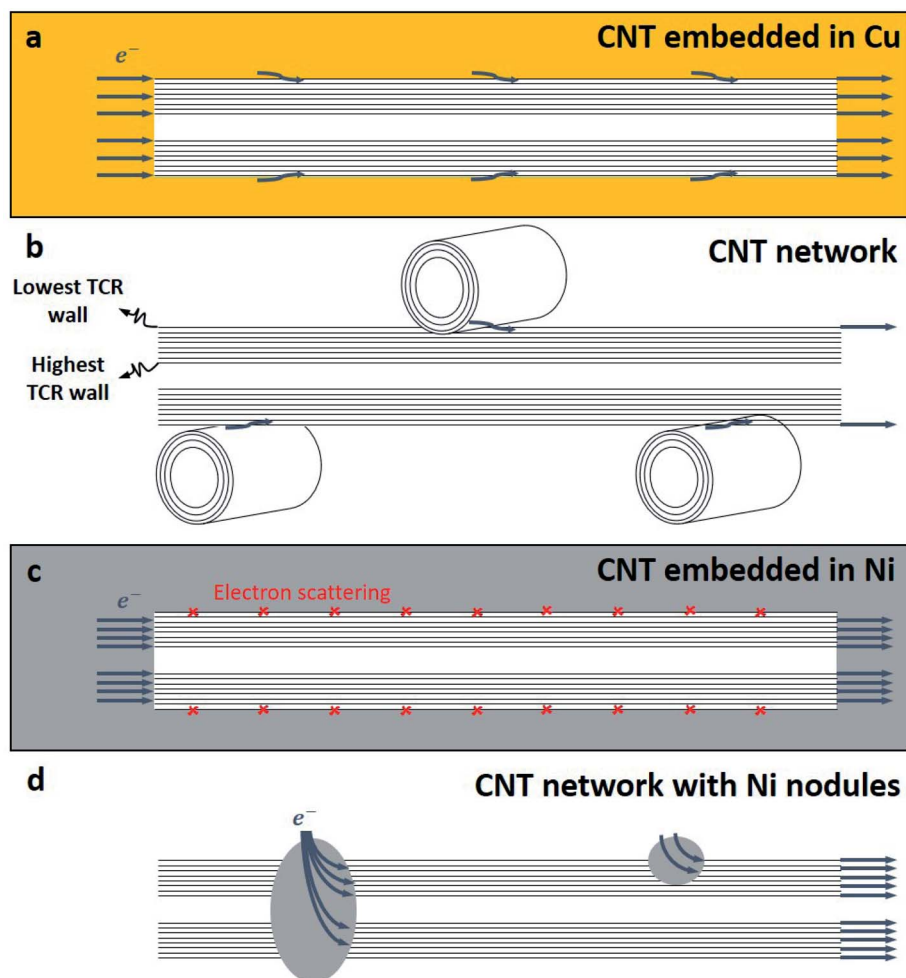 a
CNT embedded in Cu
e⁻
b
CNT network
Lowest TCR
wall
Highest
TCR wall
c
CNT embedded in Ni
Electron scattering
e⁻
d
CNT network with Ni nodules
e⁻